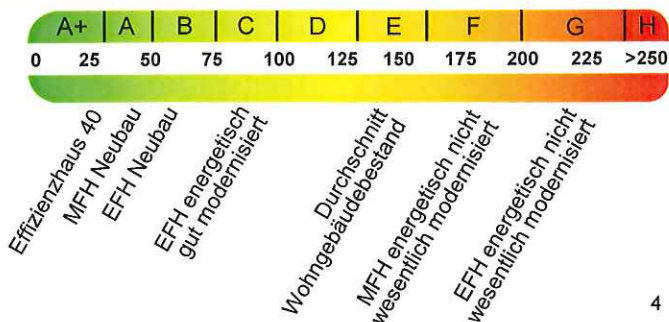 A+ A B C D E F G H
0 25 50 75 100 125 150 175 200 225 >250
Effizienzhaus 40
MFH Neubau
EFH Neubau
EFH energetisch
gut modernisiert
Durchschnitt
Wohngebäudebestand
MFH energetisch nicht
wesentlich modernisiert
EFH energetisch nicht
wesentlich modernisiert
4